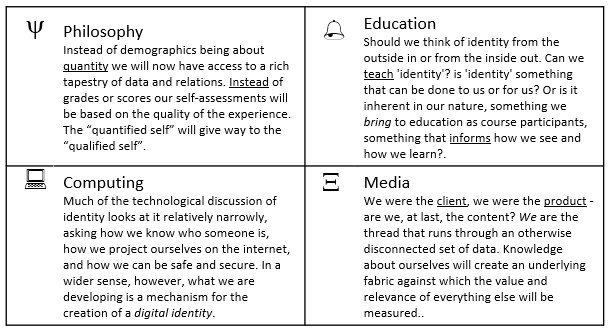 Ψ Philosophy
Instead of demographics being about
quantity we will now have access to a rich
tapestry of data and relations. Instead of
grades or scores our self-assessments will
be based on the quality of the experience.
The “quantified self” will give way to the
“qualified self”.
Education
Should we think of identity from the
outside in or from the inside out. Can we
teach 'identity'? is 'identity' something
that can be done to us or for us? Or is it
inherent in our nature, something we
bring to education as course participants,
something that informs how we see and
how we learn?.
Computing
Much of the technological discussion of
identity looks at it relatively narrowly,
asking how we know who someone is,
how we project ourselves on the internet,
and how we can be safe and secure. In a
wider sense, however, what we are
developing is a mechanism for the
creation of a digital identity.
Ξ Media
We were the client, we were the product -
are we, at last, the content? We are the
thread that runs through an otherwise
disconnected set of data. Knowledge
about ourselves will create an underlying
fabric against which the value and
relevance of everything else will be
measured..